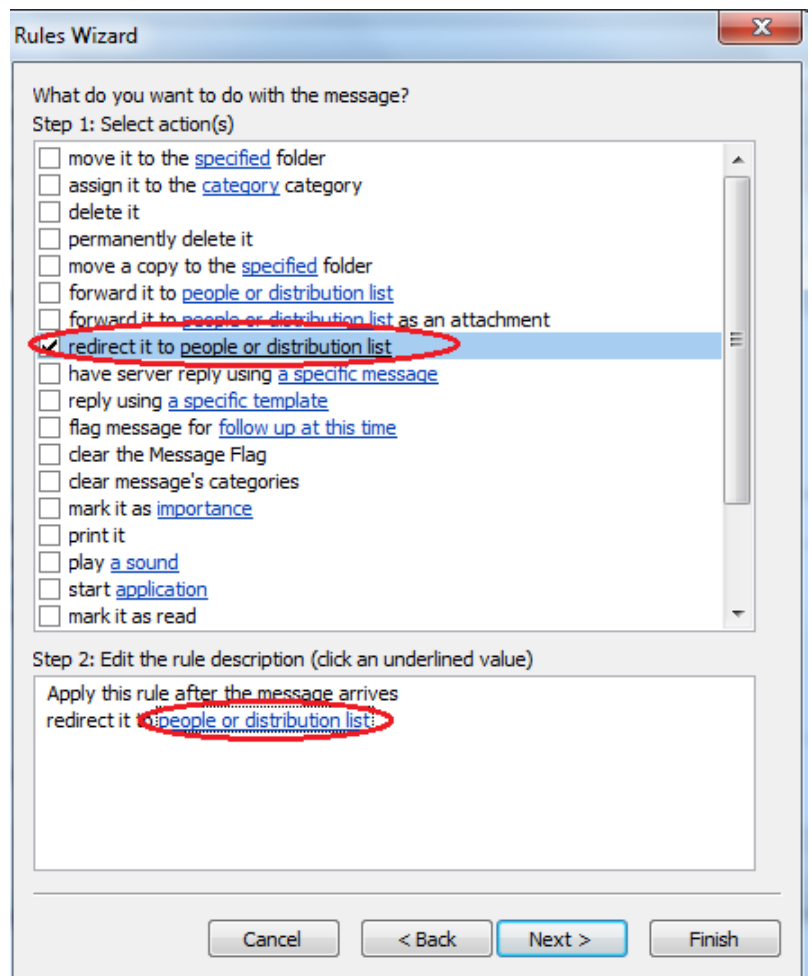 Rules Wizard
What do you want to do with the message?
Step 1: Select action(s)
move it to the specified folder
assign it to the category category
delete it
permanently delete it
move a copy to the specified folder
forward it to people or distribution list
forward it to people or distribution list as an attachment
redirect it to people or distribution list
have server reply using a specific message
reply using a specific template
flag message for follow up at this time
clear the Message Flag
clear message's categories
mark it as importance
print it
play a sound
start application
mark it as read
Step 2: Edit the rule description (click an underlined value)
Apply this rule after the message arrives
redirect it to people or distribution list
Cancel < Back Next > Finish